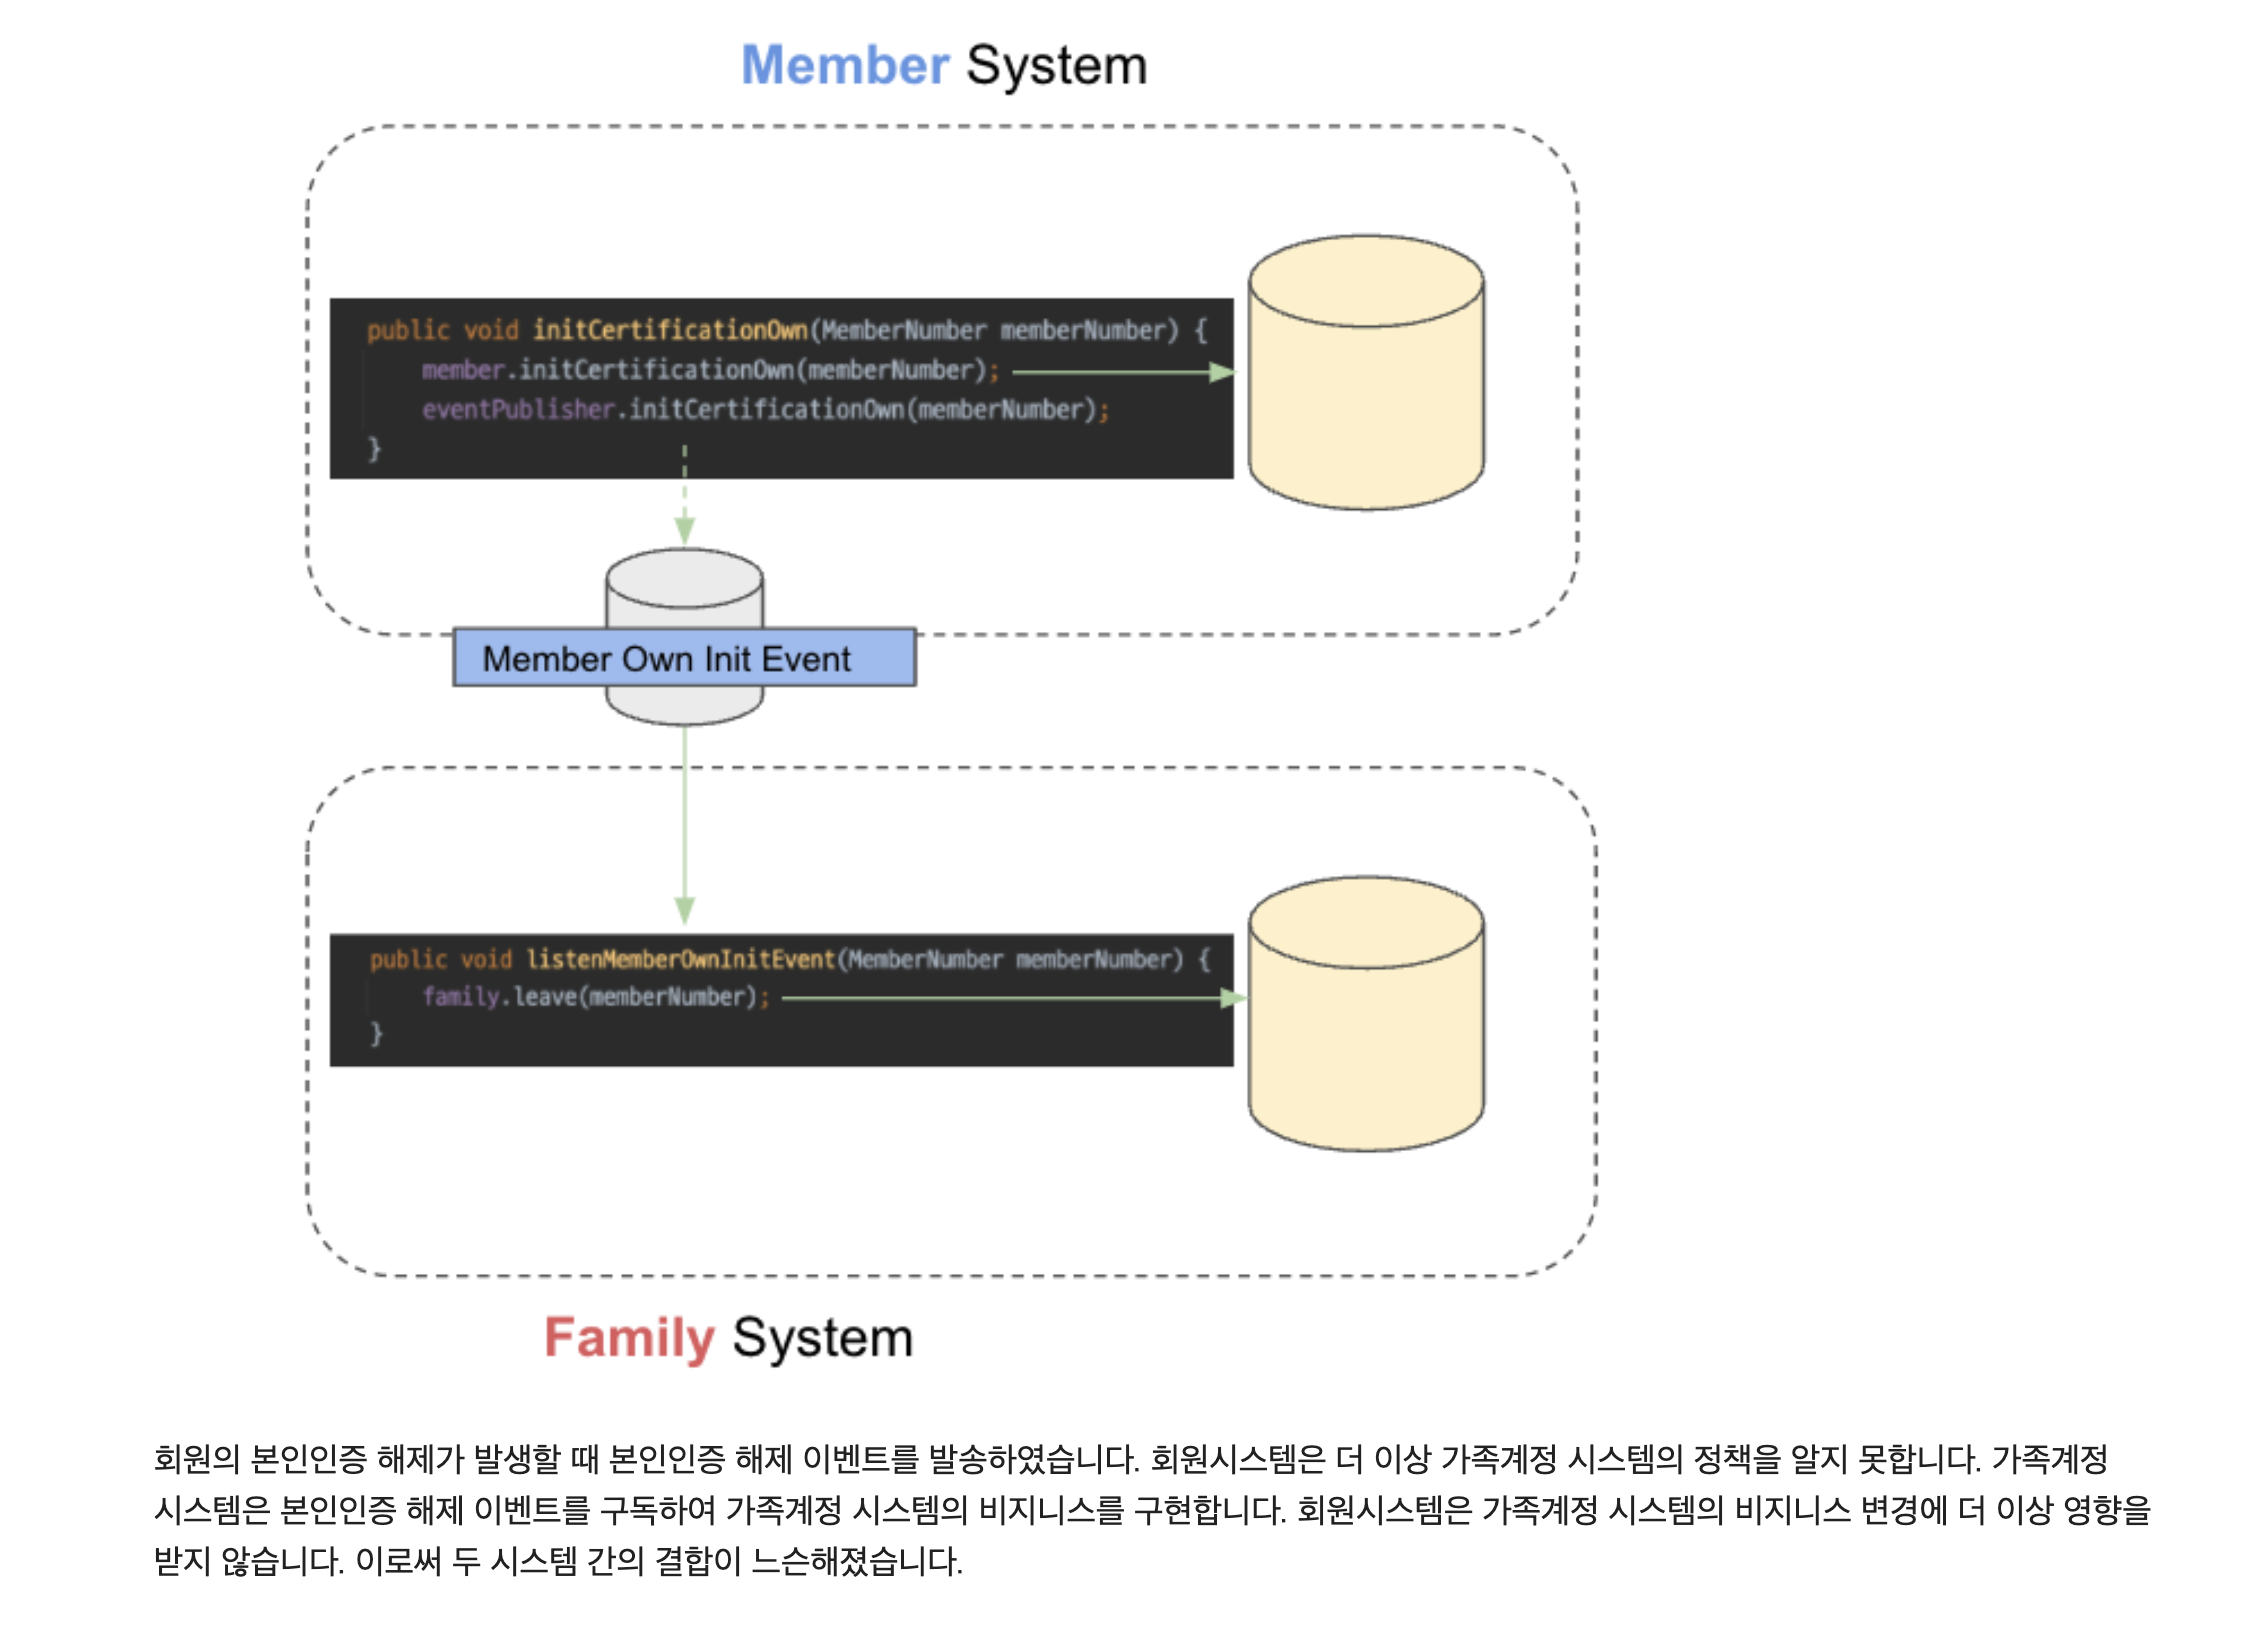 Member System
public void initCertificationOwn(MemberNumber memberNumber) {
member.initCertificationOwn(memberNumber);
eventPublisher.initCertificationOwn(memberNumber);
}
Member Own Init Event
public void listenMemberOwnInitEvent(MemberNumber memberNumber) {
family.leave(memberNumber);
}
Family System
회원의 본인인증 해제가 발생할 때 본인인증 해제 이벤트를 발송하였습니다. 회원시스템은 더 이상 가족계정 시스템의 정책을 알지 못합니다. 가족계정
시스템은 본인인증 해제 이벤트를 구독하여 가족계정 시스템의 비지니스를 구현합니다. 회원시스템은 가족계정 시스템의 비지니스 변경에 더 이상 영향을
받지 않습니다. 이로써 두 시스템 간의 결합이 느슨해졌습니다.